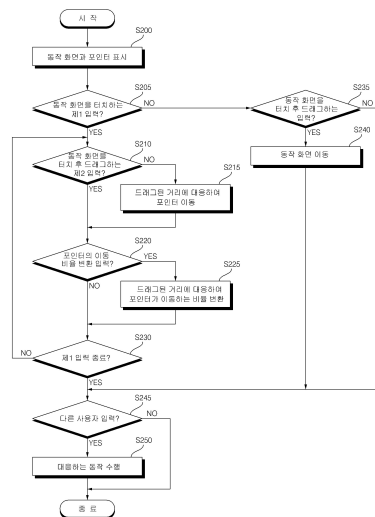 시 작
S200
동작 화면과 포인터 표시
S205
동작 화면을 터치하는
제1 입력?
NO
YES
S235
동작 화면을
터치 후 드래그하는
입력?
NO
YES
S240
동작 화면 이동
S210
동작 화면을
터치 후 드래그하는
제2 입력?
NO
YES
S215
드래그된 거리에 대응하여
포인터 이동
S220
포인터의 이동
비율 변환 입력?
YES
NO
S225
드래그된 거리에 대응하여
포인터가 이동하는 비율 변환
S230
제1 입력 종료?
NO
YES
S245
다른 사용자 입력?
NO
YES
S250
대응하는 동작 수행
종 료